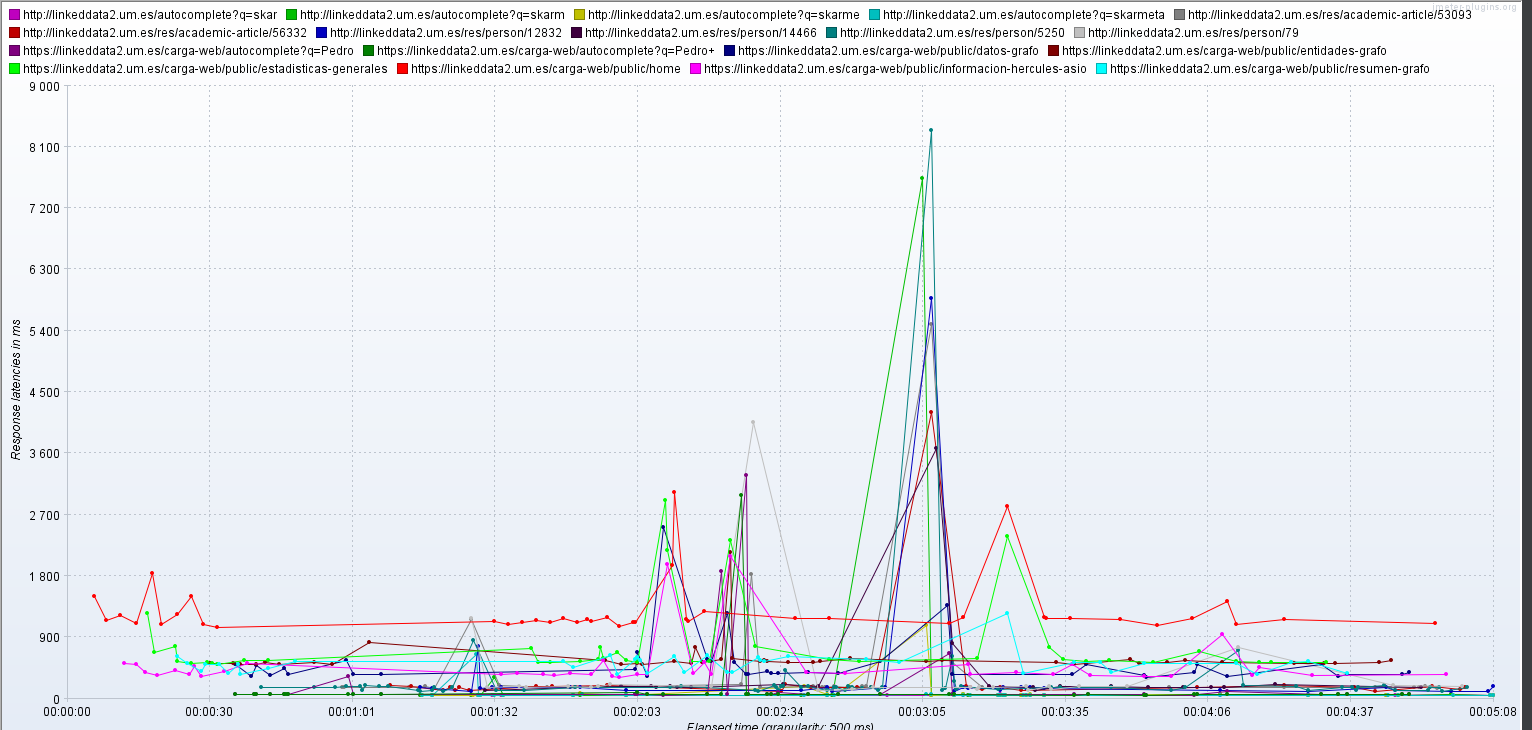 jmeter-plugins.org
http://linkeddata2.um.es/autocomplete?q=skar http://linkeddata2.um.es/autocomplete?q=skarm http://linkeddata2.um.es/autocomplete?q=skarme http://linkeddata2.um.es/autocomplete?q=skarmeta http://linkeddata2.um.es/res/academic-article/53093
http://linkeddata2.um.es/res/academic-article/56332 http://linkeddata2.um.es/res/person/12832 http://linkeddata2.um.es/res/person/14466 http://linkeddata2.um.es/res/person/5250 http://linkeddata2.um.es/res/person/79
https://linkeddata2.um.es/carga-web/autocomplete?q=Pedro https://linkeddata2.um.es/carga-web/autocomplete?q=Pedro+ https://linkeddata2.um.es/carga-web/public/datos-grafo https://linkeddata2.um.es/carga-web/public/entidades-grafo
https://linkeddata2.um.es/carga-web/public/estadisticas-generales https://linkeddata2.um.es/carga-web/public/home https://linkeddata2.um.es/carga-web/public/informacion-hercules-asio https://linkeddata2.um.es/carga-web/public/resumen-grafo
9 000
8 100
7 200
6 300
5 400
4 500
3 600
2 700
1 800
900
0
Response latencies in ms
00:00:00 00:00:30 00:01:01 00:01:32 00:02:03 00:02:34 00:03:05 00:03:35 00:04:06 00:04:37 00:05:08
Elapsed time (granularity: 500 ms)